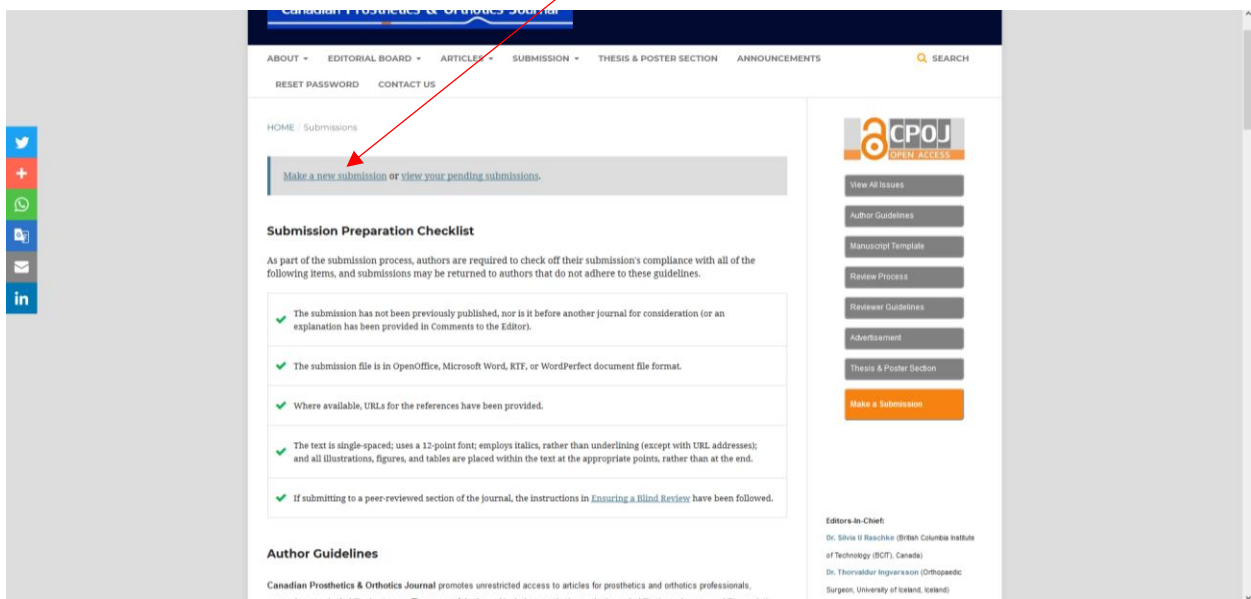 Canadian Prosthetics & Orthotics Journal
ABOUT EDITORIAL BOARD ARTICLES SUBMISSION THESIS & POSTER SECTION ANNOUNCEMENTS SEARCH
RESET PASSWORD CONTACT US
HOME / Submissions
Make a new submission or view your pending submissions.
Submission Preparation Checklist
As part of the submission process, authors are required to check off their submission's compliance with all of the
following items, and submissions may be returned to authors that do not adhere to these guidelines.
The submission has not been previously published, nor is it before another journal for consideration (or an
explanation has been provided in Comments to the Editor).
The submission file is in OpenOffice, Microsoft Word, RTF, or WordPerfect document file format.
Where available, URLs for the references have been provided.
The text is single-spaced; uses a 12-point font; employs italics, rather than underlining (except with URL addresses);
and all illustrations, figures, and tables are placed within the text at the appropriate points, rather than at the end.
If submitting to a peer-reviewed section of the journal, the instructions in Ensuring a Blind Review have been followed.
Author Guidelines
Canadian Prosthetics & Orthotics Journal promotes unrestricted access to articles for prosthetics and orthotics professionals,
CPOJ
OPEN ACCESS
View All Issues
Author Guidelines
Manuscript Template
Review Process
Reviewer Guidelines
Advertisement
Thesis & Poster Section
Make a Submission
Editors-In-Chief:
Dr. Silvia U Raschke (British Columbia Institute
of Technology (BCIT), Canada)
Dr. Thorvaldur Ingvarsson (Orthopaedic
Surgeon, University of Iceland, Iceland)
in